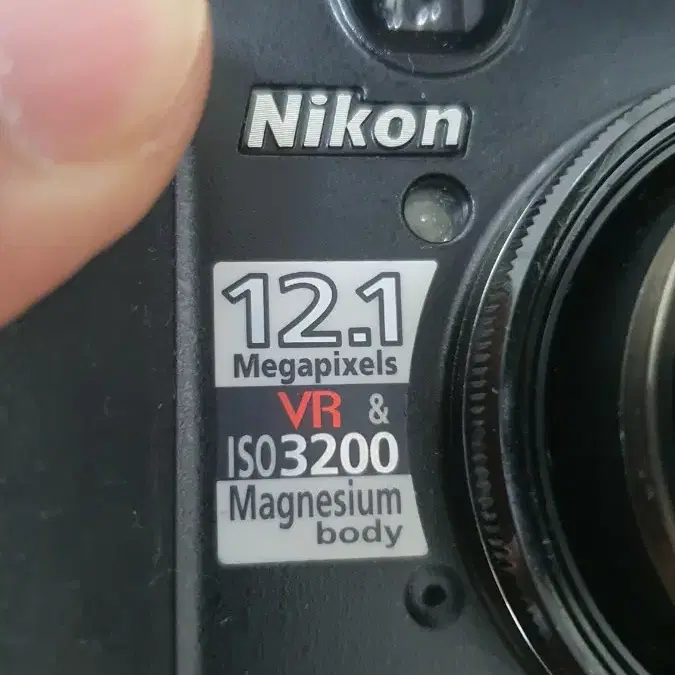 Nikon
12.1
Megapixels
VR &
ISO3200
Magnesium
body